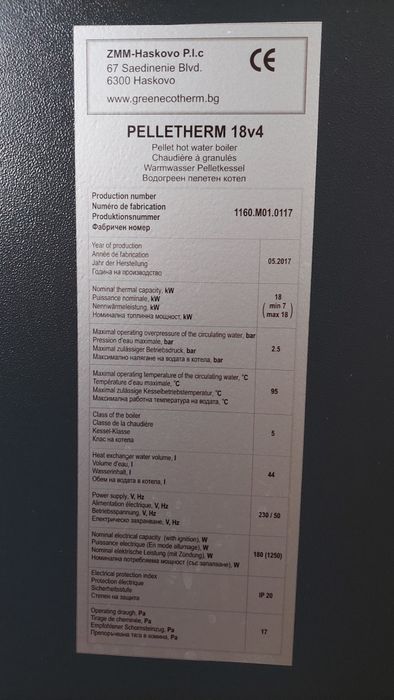 ZMM-Haskovo P.l.c
67 Saedinenie Blvd.
6300 Haskovo
www.greenecotherm.bg
CE
PELLETHERM 18v4
Pellet hot water boiler
Chaudière à granulés
Warmwasser Pelletkessel
Водогреен пелетен котел
Production number
Numéro de fabrication
Produktionsnummer
Фабричен номер
1160.M01.0117
Year of production
Année de fabrication
Jahr der Herstellung
Година на производство
05.2017
Nominal thermal capacity, kW
Puissance nominale, kW
Nennwärmeleistung, kW
Номинална топлинна мощност, kW
18
( min 7
max 18 )
Maximal operating overpressure of the circulating water, bar
Pression d'eau maximale, bar
Maximal zulässiger Betriebsdruck, bar
Максимално налягане на водата в котела, bar
2.5
Maximal operating temperature of the circulating water, °C
Température d'eau maximale, °C
Maximal zulässige Kesselbetriebstemperatur, °C
Максимална работна температура на водата, °C
95
Class of the boiler
Classe de la chaudière
Kessel-Klasse
Клас на котела
5
Heat exchanger water volume, l
Volume d'eau, l
Wasserinhalt, l
Обем на водата в котела, l
44
Power supply, V, Hz
Alimentation électrique, V, Hz
Betriebsspannung, V, Hz
Електрическо захранване, V, Hz
230 / 50
Nominal electrical capacity (with ignition), W
Puissance electrique (En mode allumage), W
Nominal elektrische Leistung (mit Zündung), W
Номинална потребяема мощност (със запалване), W
180 (1250)
Electrical protection index
Protection électrique
Sicherheitsstufe
Степен на защита
IP 20
Operating draugh, Pa
Tirage de cheminée, Pa
Empfohlener Schornsteinzug, Pa
Препоръчителна тяга в комина, Pa
17